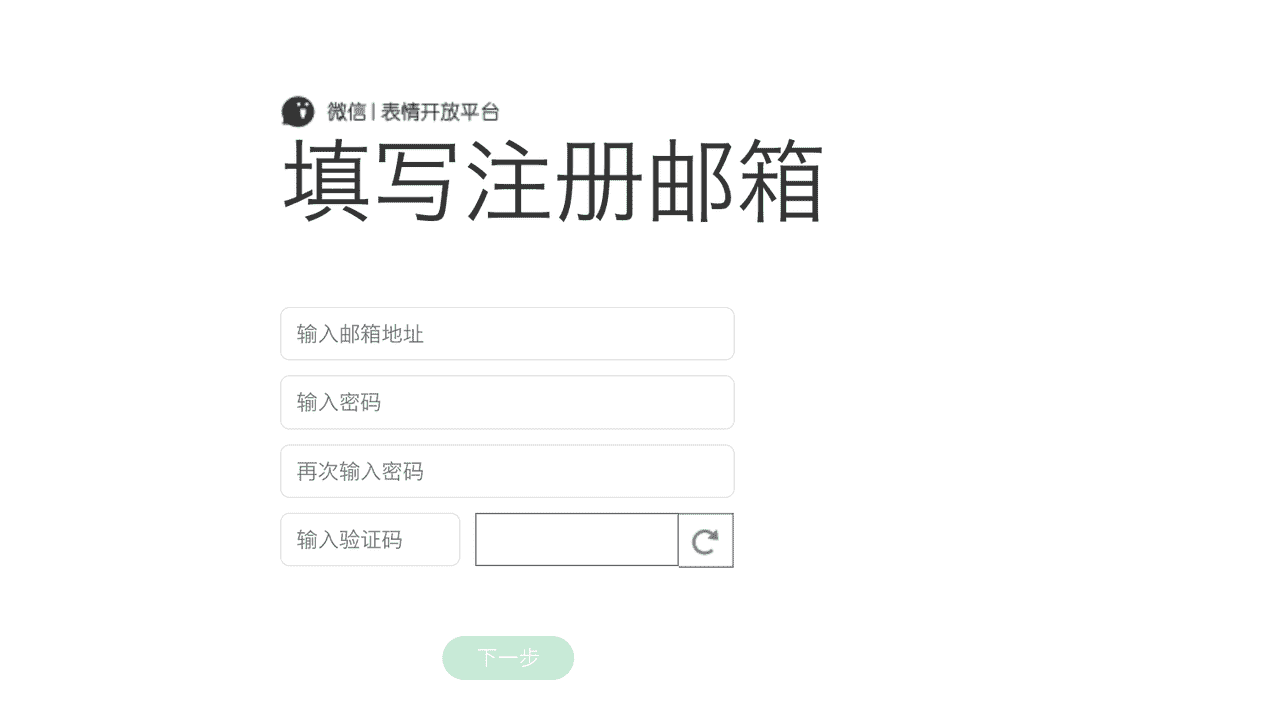 微信 | 表情开放平台
填写注册邮箱
输入邮箱地址
输入密码
再次输入密码
输入验证码
下一步